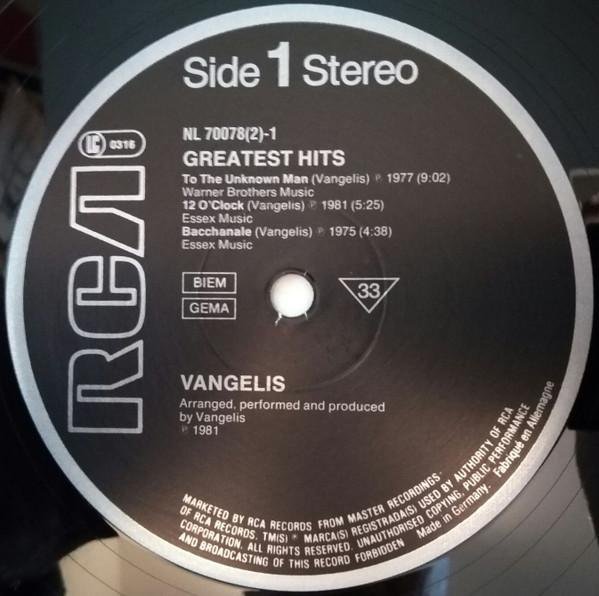 Side 1 Stereo
LC 0316
NL 70078(2)-1
GREATEST HITS
To The Unknown Man (Vangelis) ℗ 1977 (9:02)
Warner Brothers Music
12 O'Clock (Vangelis) ℗ 1981 (5:25)
Essex Music
Bacchanale (Vangelis) ℗ 1975 (4:38)
Essex Music
RCA
BIEM
GEMA
33
VANGELIS
Arranged, performed and produced
by Vangelis
℗ 1981
MARKETED BY RCA RECORDS FROM MASTER RECORDINGS
OF RCA RECORDS. TM(S) ® MARCA(S) REGISTRADA(S) USED BY AUTHORITY OF RCA
CORPORATION. ALL RIGHTS RESERVED. UNAUTHORISED COPYING, PUBLIC PERFORMANCE
AND BROADCASTING OF THIS RECORD FORBIDDEN Made in Germany. Fabriqué en Allemagne